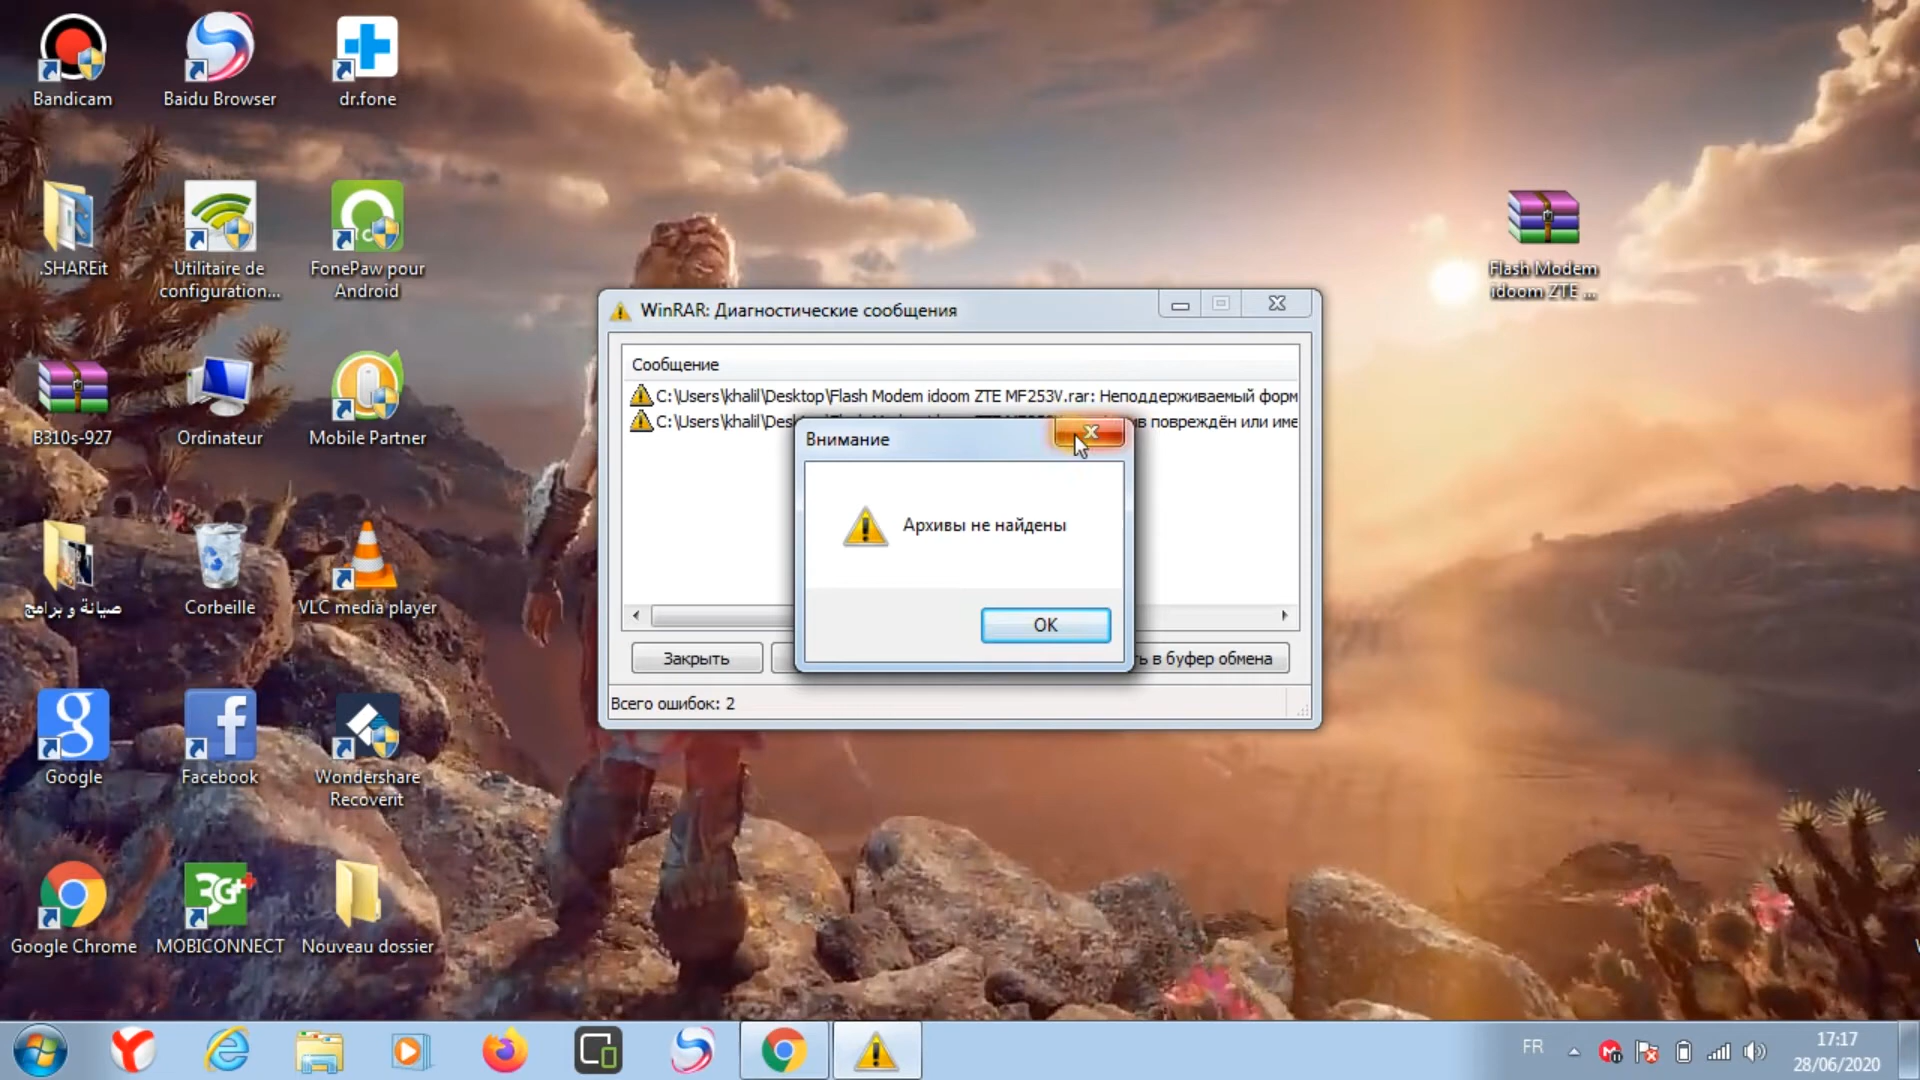 Bandicam
Baidu Browser
dr.fone
.SHAREit
Utilitaire de
configuration...
FonePaw pour
Android
Flash Modem
idoom ZTE ...
B310s-927
Ordinateur
Mobile Partner
صيانة و برامج
Corbeille
VLC media player
Google
Facebook
Wondershare
Recoverit
Google Chrome
MOBICONNECT
Nouveau dossier
WinRAR: Диагностические сообщения
Сообщение
C:\Users\khalil\Desktop\Flash Modem idoom ZTE MF253V.rar: Неподдерживаемый форм
C:\Users\khalil\Desk
повреждён или име
Внимание
Архивы не найдены
OK
Закрыть
в буфер обмена
Всего ошибок: 2
FR
17:17
28/06/2020